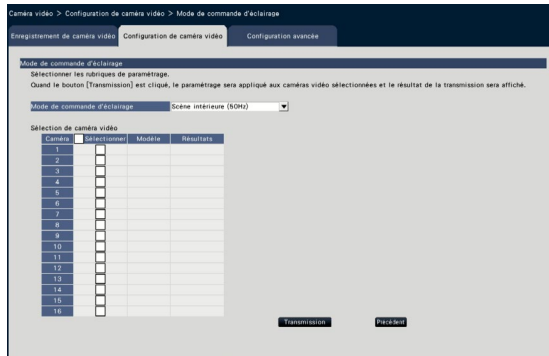 Caméra vidéo > Configuration de caméra vidéo > Mode de commande d'éclairage
Enregistrement de caméra vidéo Configuration de caméra vidéo Configuration avancée
Mode de commande d'éclairage
Sélectionner les rubriques de paramétrage.
Quand le bouton [Transmission] est cliqué, le paramétrage sera appliqué aux caméras vidéo sélectionnées et le résultat de la transmission sera affiché.
Mode de commande d'éclairage Scène intérieure (50Hz)
Sélection de caméra vidéo
Caméra Sélectionner Modèle Résultats
1
2
3
4
5
6
7
8
9
10
11
12
13
14
15
16
Transmission Précédent